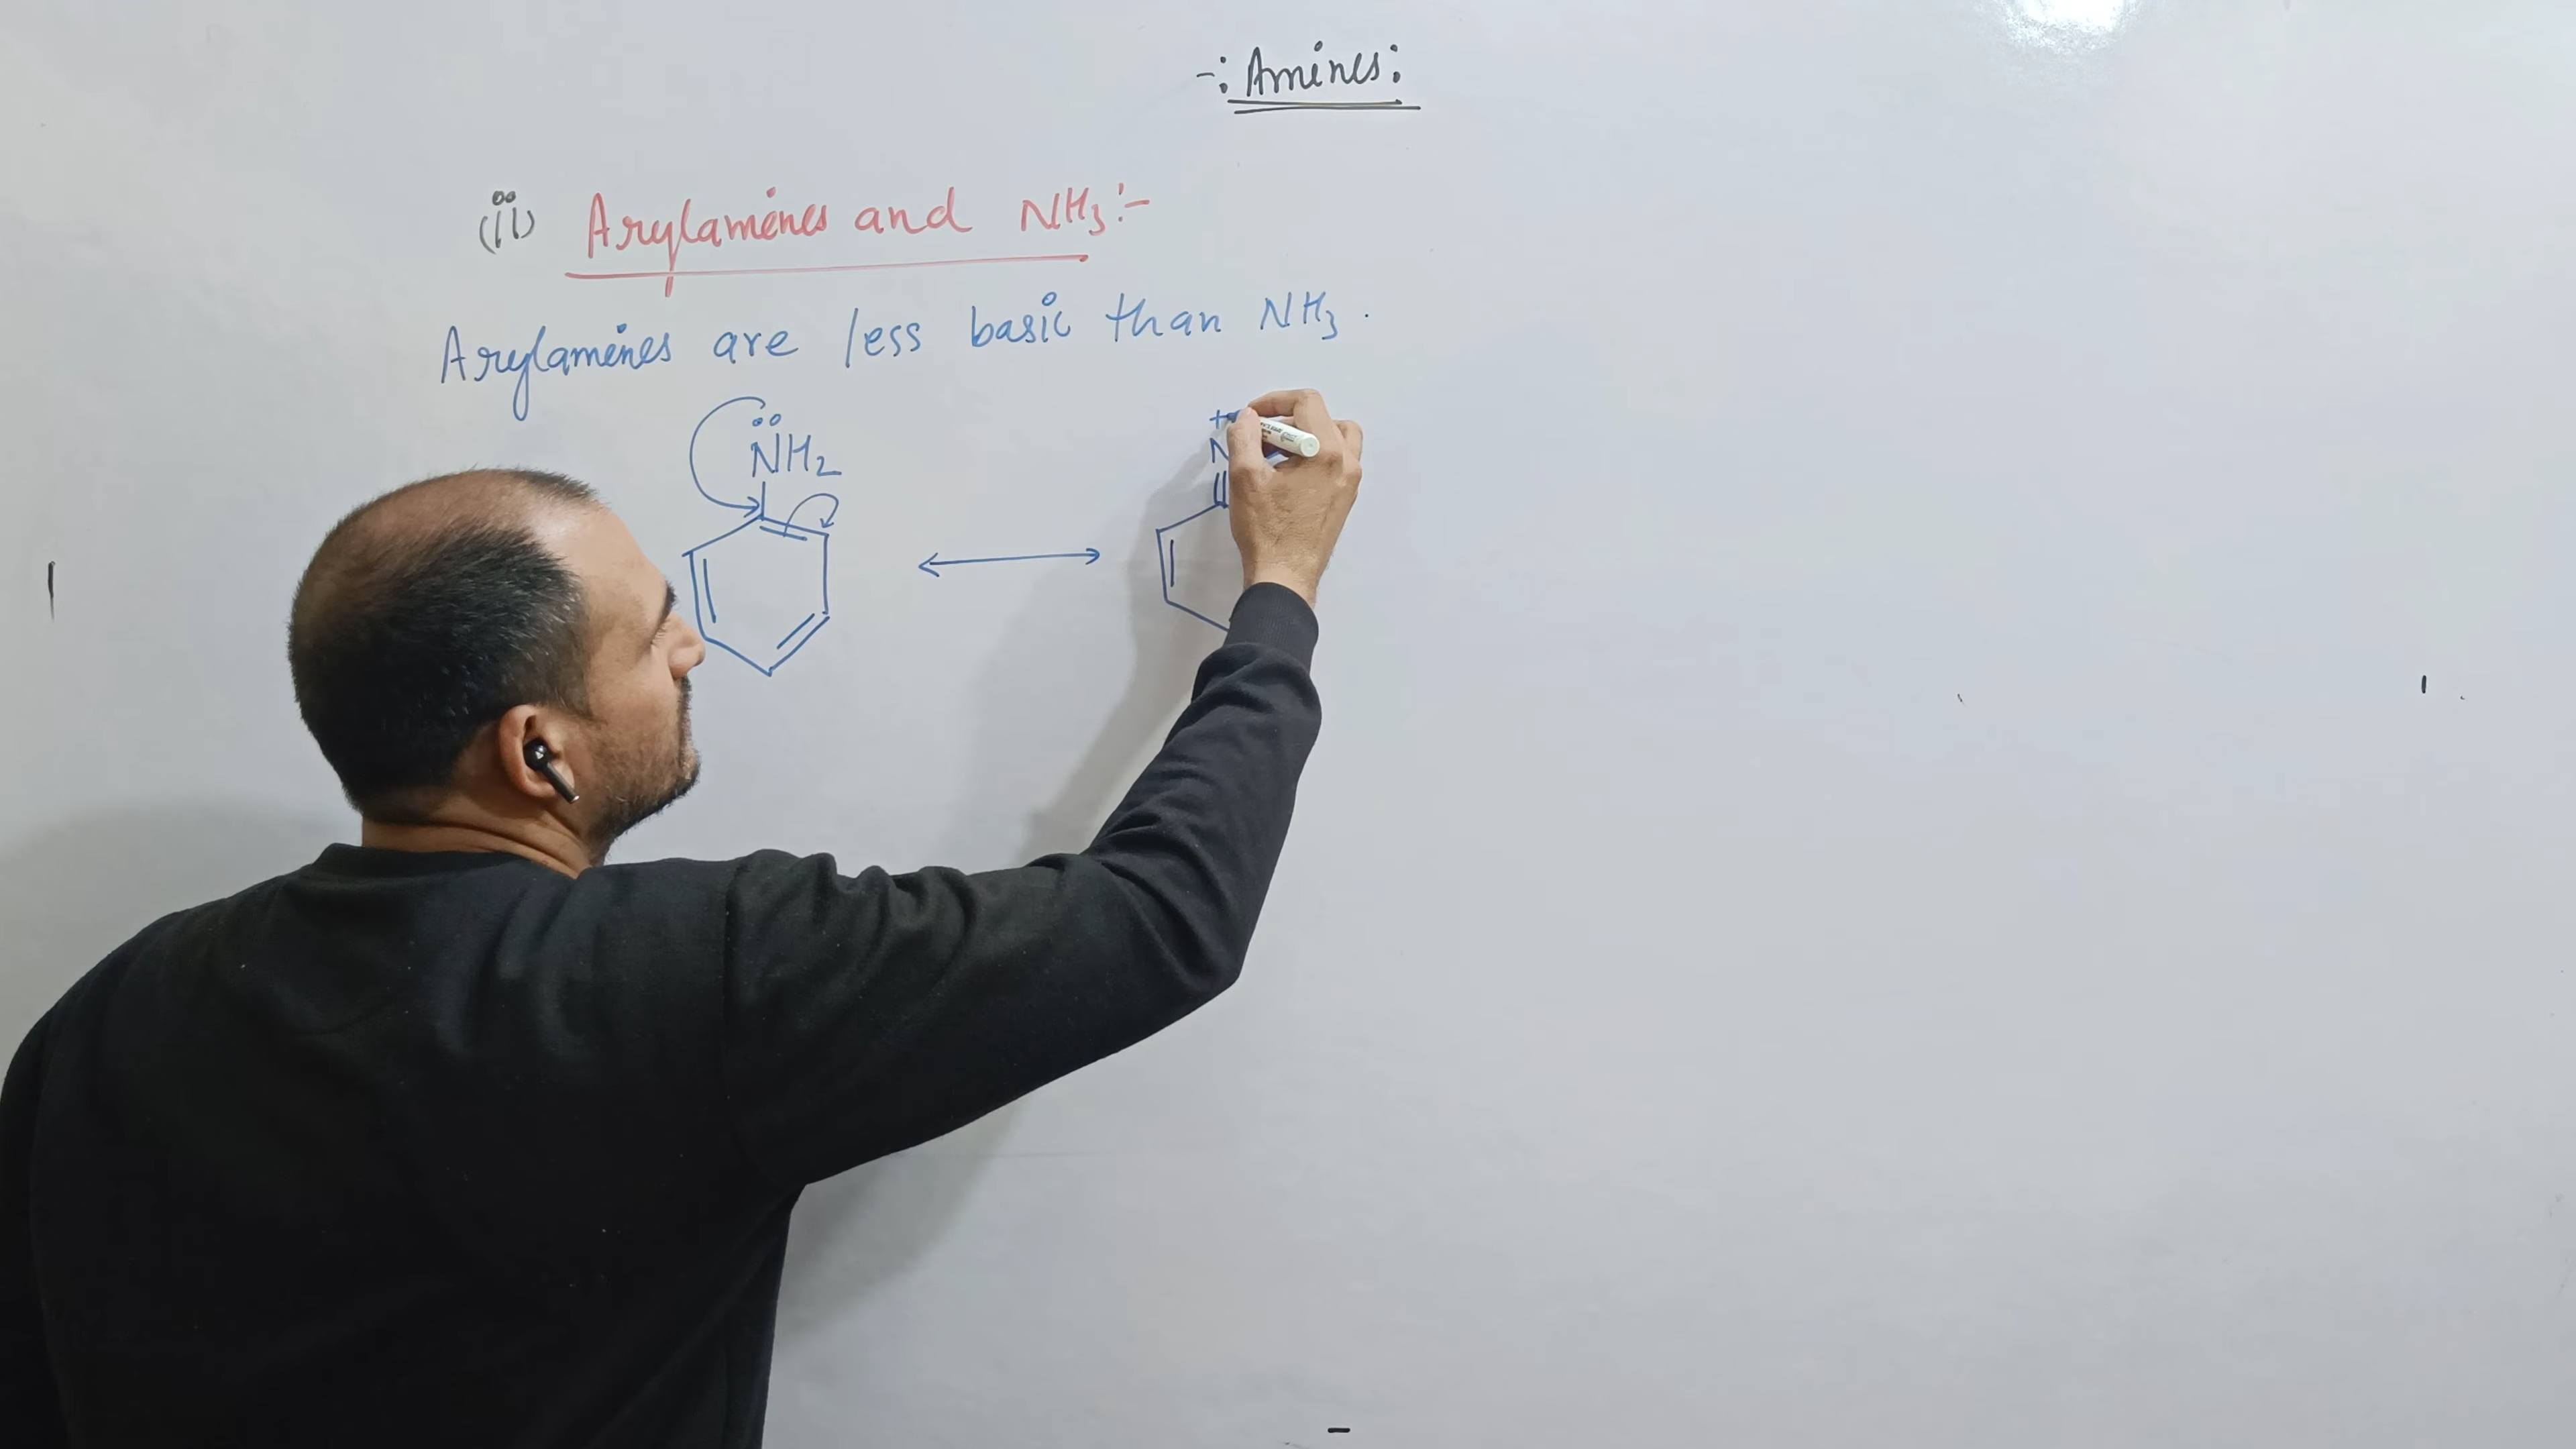 -: Amines:
(ii) Arylamines and NH3:-
Arylamines are less basic than NH3.
NH2
+
N